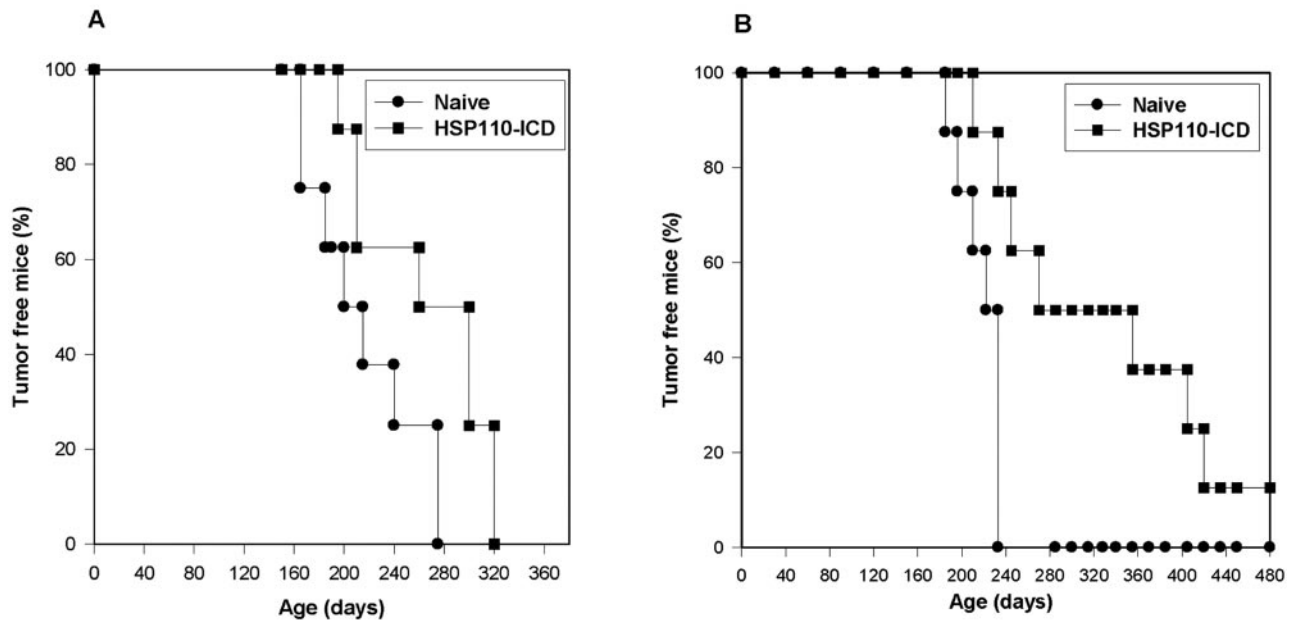 A
100
80
60
40
20
0
Tumor free mice (%)
Naive
HSP110-ICD
0 40 80 120 160 200 240 280 320 360
Age (days)
B
100
80
60
40
20
0
Tumor free mice (%)
Naive
HSP110-ICD
0 40 80 120 160 200 240 280 320 360 400 440 480
Age (days)